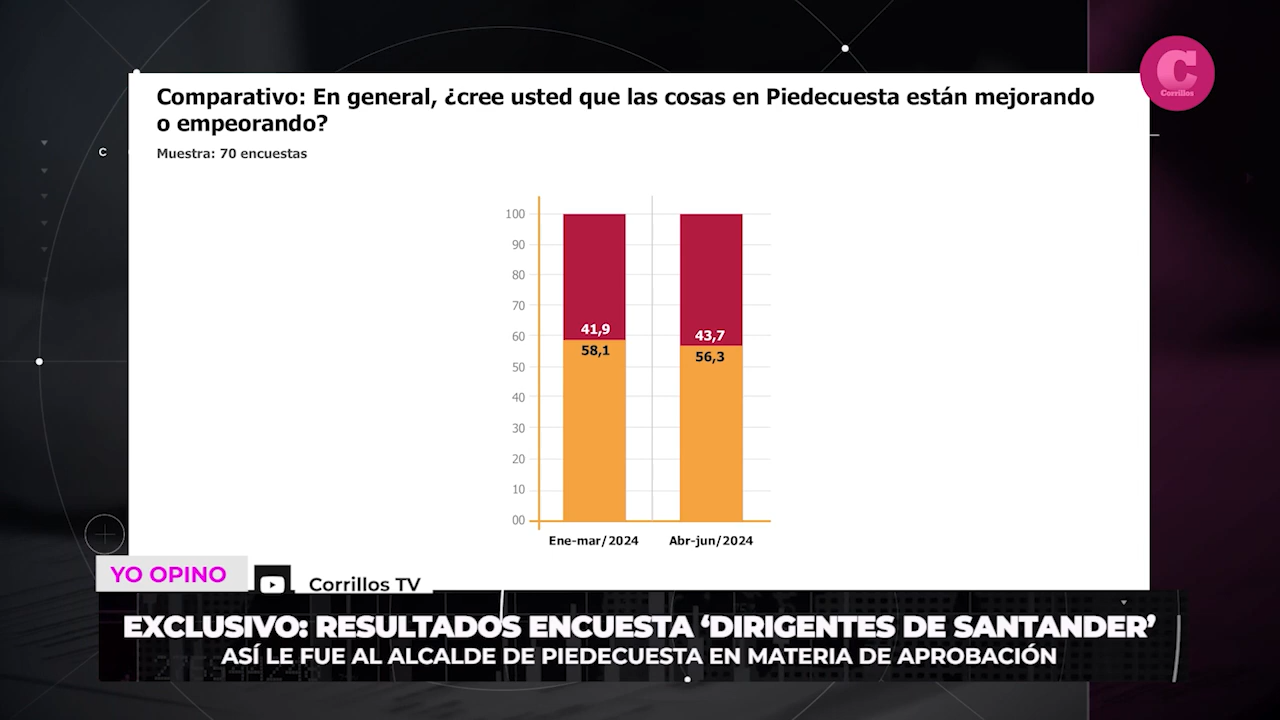 C
Corrillos
Comparativo: En general, ¿cree usted que las cosas en Piedecuesta están mejorando
o empeorando?
Muestra: 70 encuestas
C
100
90
80
70
60
50
40
30
20
10
00
41,9
58,1
43,7
56,3
Ene-mar/2024
Abr-jun/2024
YO OPINO
Corrillos TV
EXCLUSIVO: RESULTADOS ENCUESTA ‘DIRIGENTES DE SANTANDER’
ASÍ LE FUE AL ALCALDE DE PIEDECUESTA EN MATERIA DE APROBACIÓN